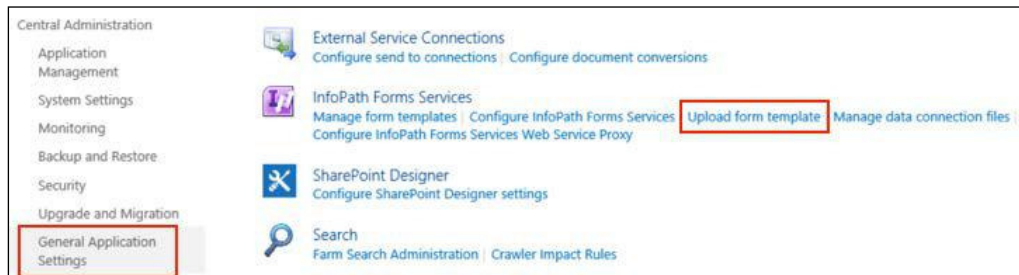 Central Administration
Application
Management
System Settings
Monitoring
Backup and Restore
Security
Upgrade and Migration
General Application
Settings
External Service Connections
Configure send to connections | Configure document conversions
InfoPath Forms Services
Manage form templates | Configure InfoPath Forms Services | Upload form template | Manage data connection files |
Configure InfoPath Forms Services Web Service Proxy
SharePoint Designer
Configure SharePoint Designer settings
Search
Farm Search Administration | Crawler Impact Rules